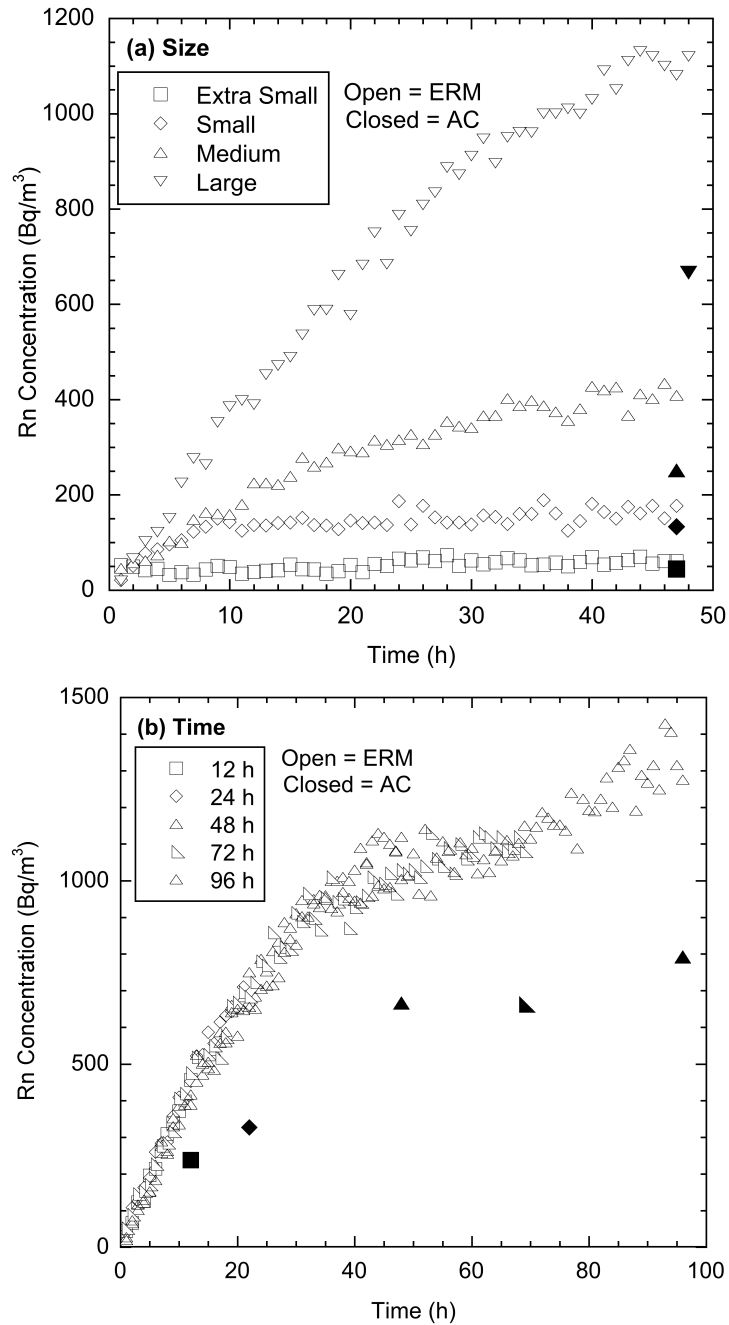 1200
(a) Size
Extra Small
Small
Medium
Large
Open = ERM
Closed = AC
1000
800
600
400
200
0
Rn Concentration (Bq/m³)
0 10 20 30 40 50
Time (h)
1500
(b) Time
12 h
24 h
48 h
72 h
96 h
Open = ERM
Closed = AC
1000
500
0
Rn Concentration (Bq/m³)
0 20 40 60 80 100
Time (h)